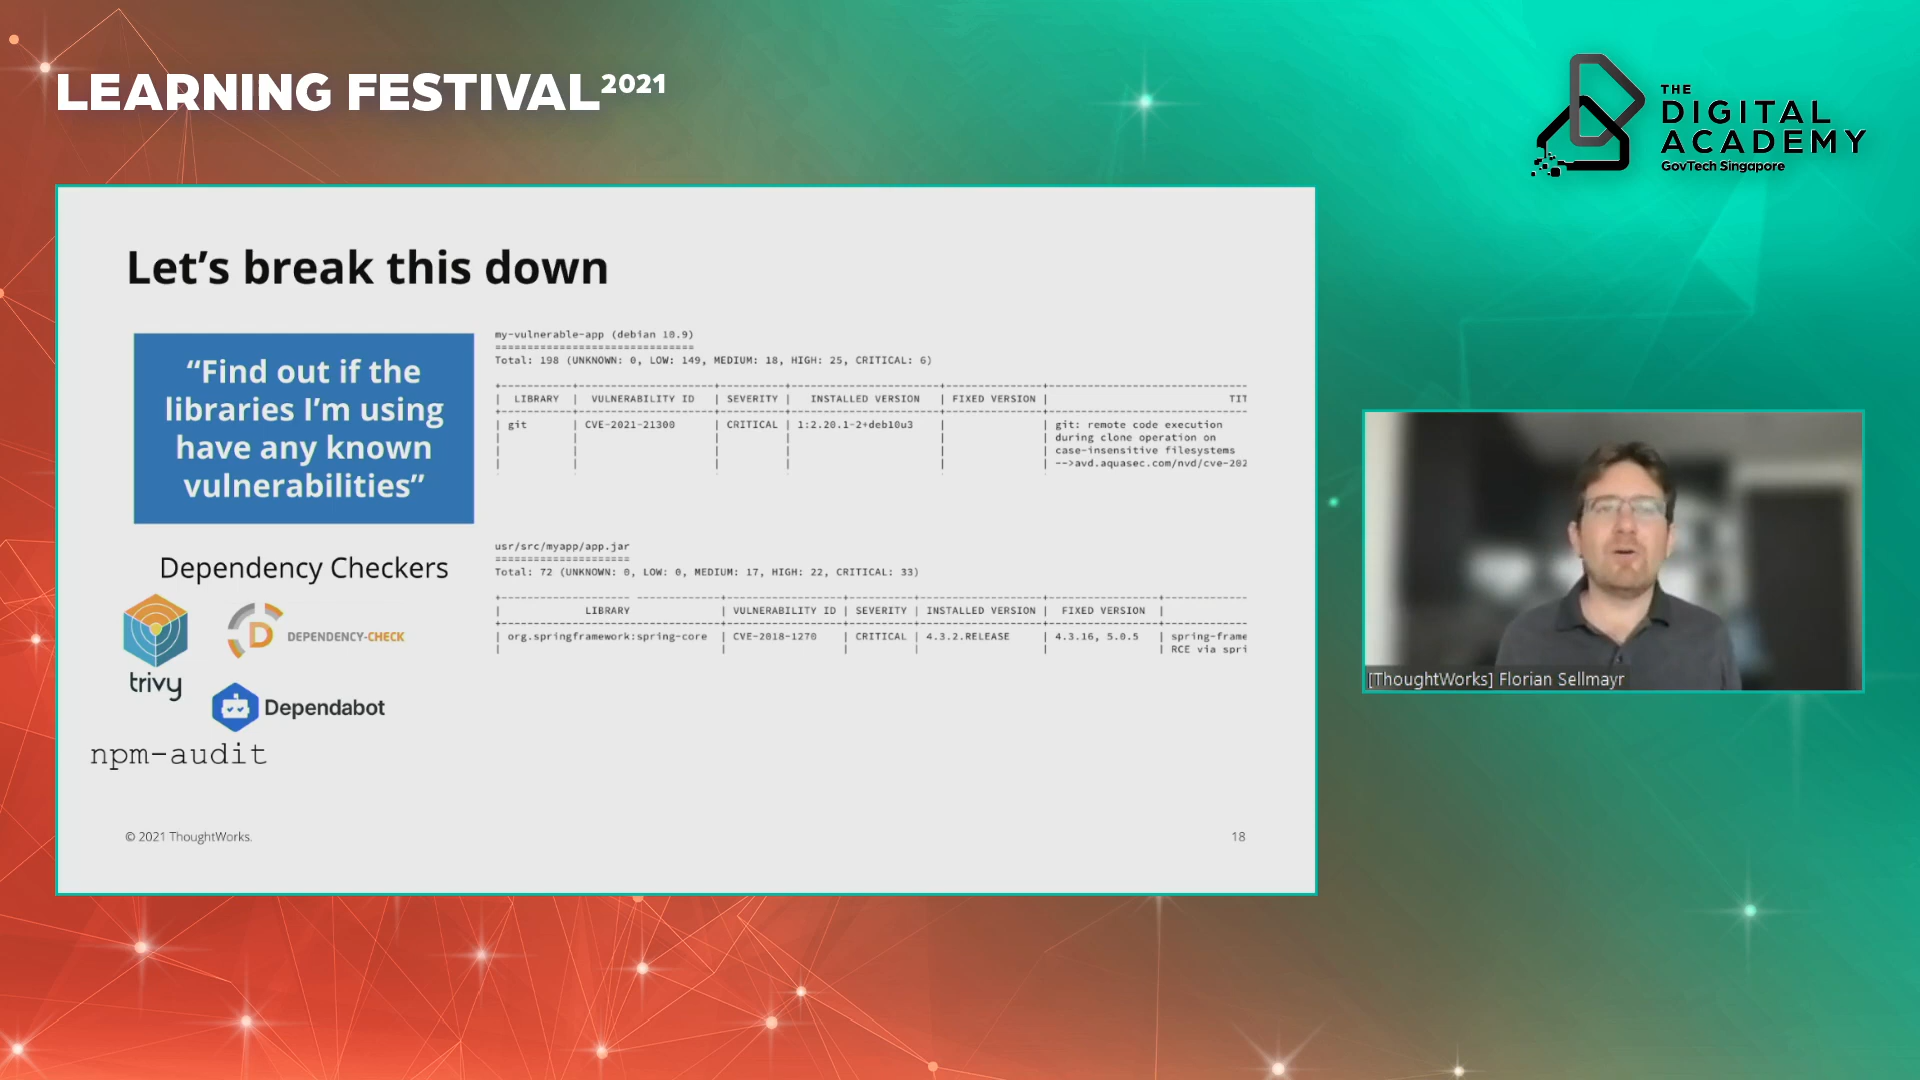 LEARNING FESTIVAL 2021
THE
DIGITAL
ACADEMY
GovTech Singapore
Let's break this down
“Find out if the
libraries I'm using
have any known
vulnerabilities”
Dependency Checkers
trivy
DEPENDENCY-CHECK
Dependabot
npm-audit
my-vulnerable-app (debian 10.9)
==============================
Total: 198 (UNKNOWN: 0, LOW: 149, MEDIUM: 18, HIGH: 25, CRITICAL: 6)
| LIBRARY | VULNERABILITY ID | SEVERITY | INSTALLED VERSION | FIXED VERSION | TIT
| git | CVE-2021-21300 | CRITICAL | 1:2.20.1-2+deb10u3 | | git: remote code execution
during clone operation on
case-insensitive filesystems
-->avd.aquasec.com/nvd/cve-202
usr/src/myapp/app.jar
=====================
Total: 72 (UNKNOWN: 0, LOW: 0, MEDIUM: 17, HIGH: 22, CRITICAL: 33)
| LIBRARY | VULNERABILITY ID | SEVERITY | INSTALLED VERSION | FIXED VERSION |
| org.springframework:spring-core | CVE-2018-1270 | CRITICAL | 4.3.2.RELEASE | 4.3.16, 5.0.5 | spring-frame
| RCE via spri
© 2021 ThoughtWorks.
18
[ThoughtWorks] Florian Sellmayr